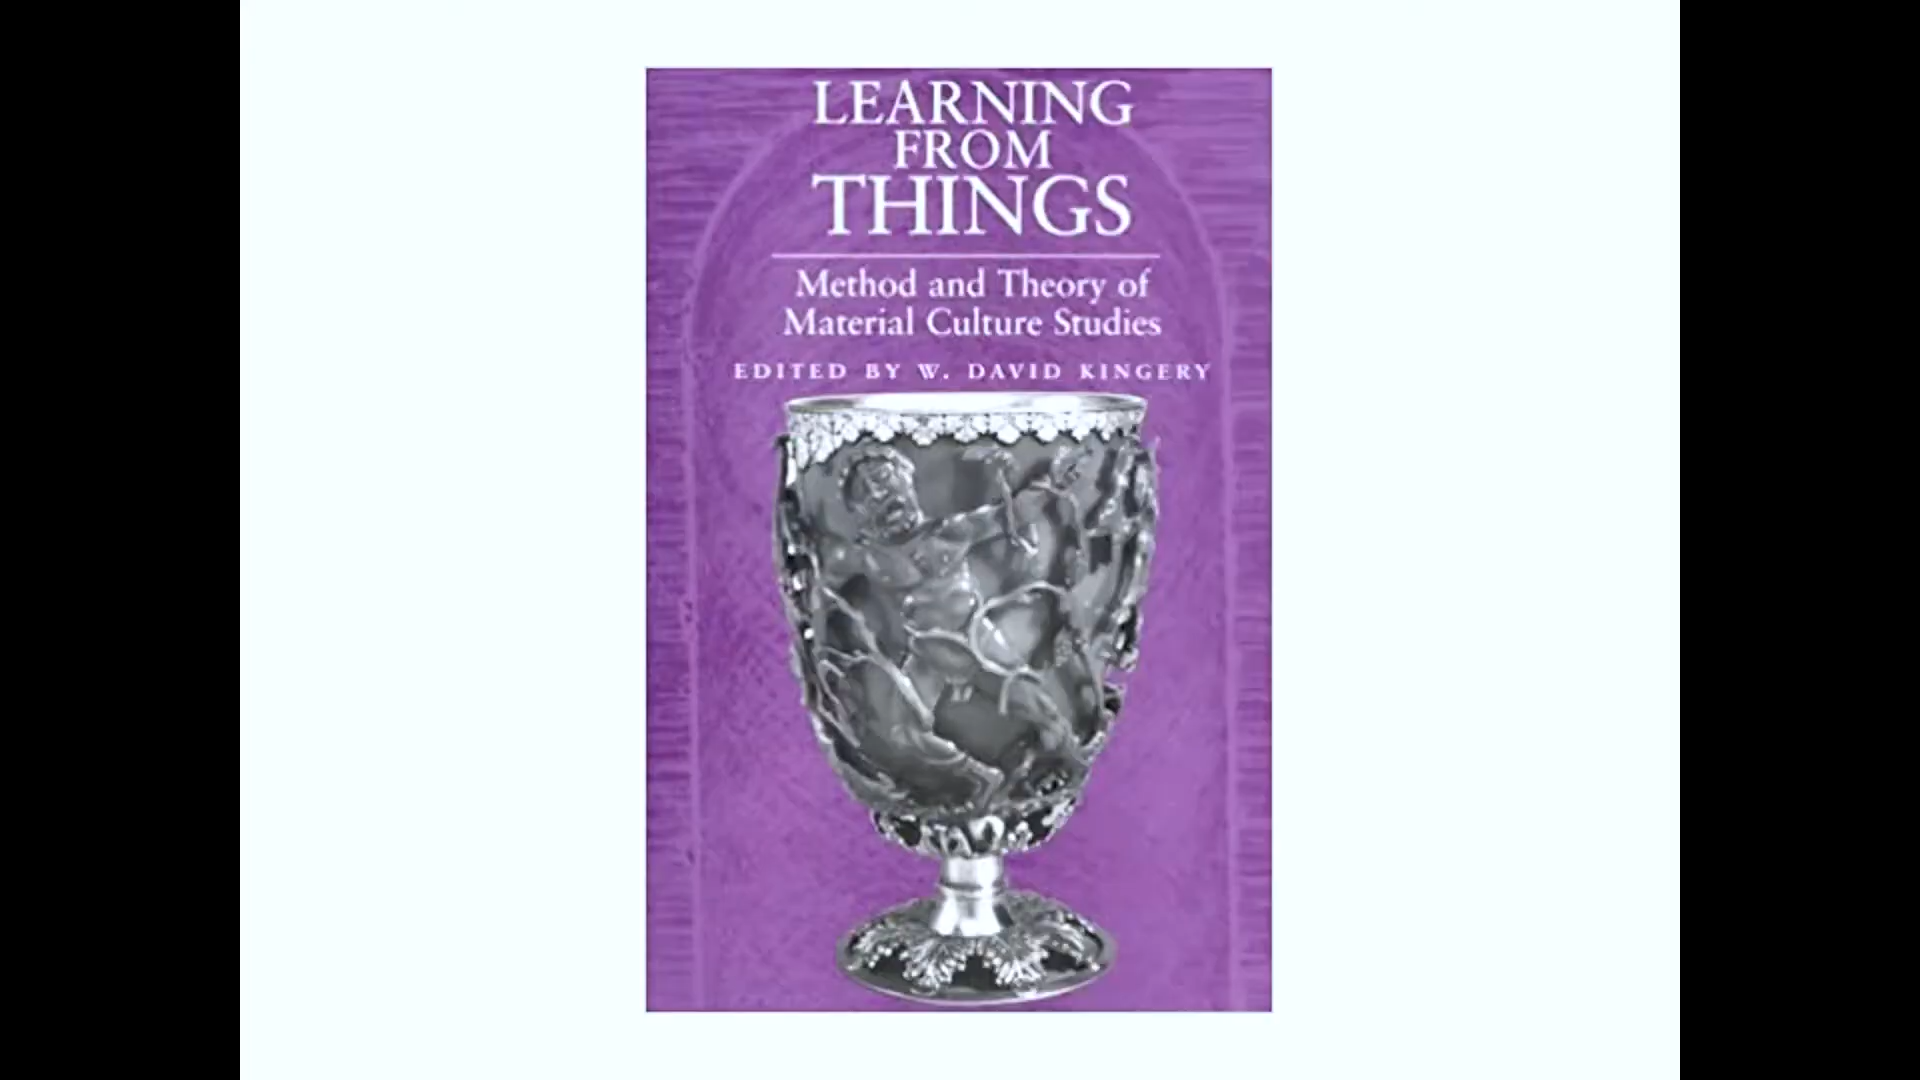 LEARNING
FROM
THINGS
Method and Theory of
Material Culture Studies
EDITED BY W. DAVID KINGERY